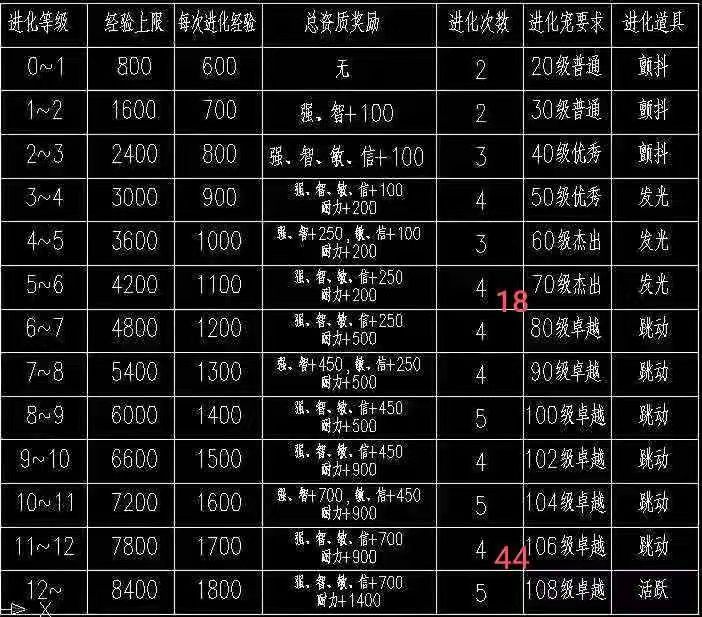 进化等级 经验上限 每次进化经验 总资质奖励 进化次数 进化宠要求 进化道具
0~1 800 600 无 2 20级普通 颤抖
1~2 1600 700 强、智+100 2 30级普通 颤抖
2~3 2400 800 强、智、敏、信+100 3 40级优秀 颤抖
3~4 3000 900 强、智、敏、信+100 4 50级优秀 发光
耐力+200
4~5 3600 1000 强、智+250,敏、信+100 3 60级杰出 发光
耐力+200
5~6 4200 1100 强、智、敏、信+250 4 18 70级杰出 发光
耐力+200
6~7 4800 1200 强、智、敏、信+250 4 80级卓越 跳动
耐力+500
7~8 5400 1300 强、智+450,敏、信+250 4 90级卓越 跳动
耐力+500
8~9 6000 1400 强、智、敏、信+450 5 100级卓越 跳动
耐力+500
9~10 6600 1500 强、智、敏、信+450 4 102级卓越 跳动
耐力+900
10~11 7200 1600 强、智+700,敏、信+450 5 104级卓越 跳动
耐力+900
11~12 7800 1700 强、智、敏、信+700 4 44 106级卓越 跳动
耐力+900
12~ 8400 1800 强、智、敏、信+700 5 108级卓越 活跃
耐力+1400
X